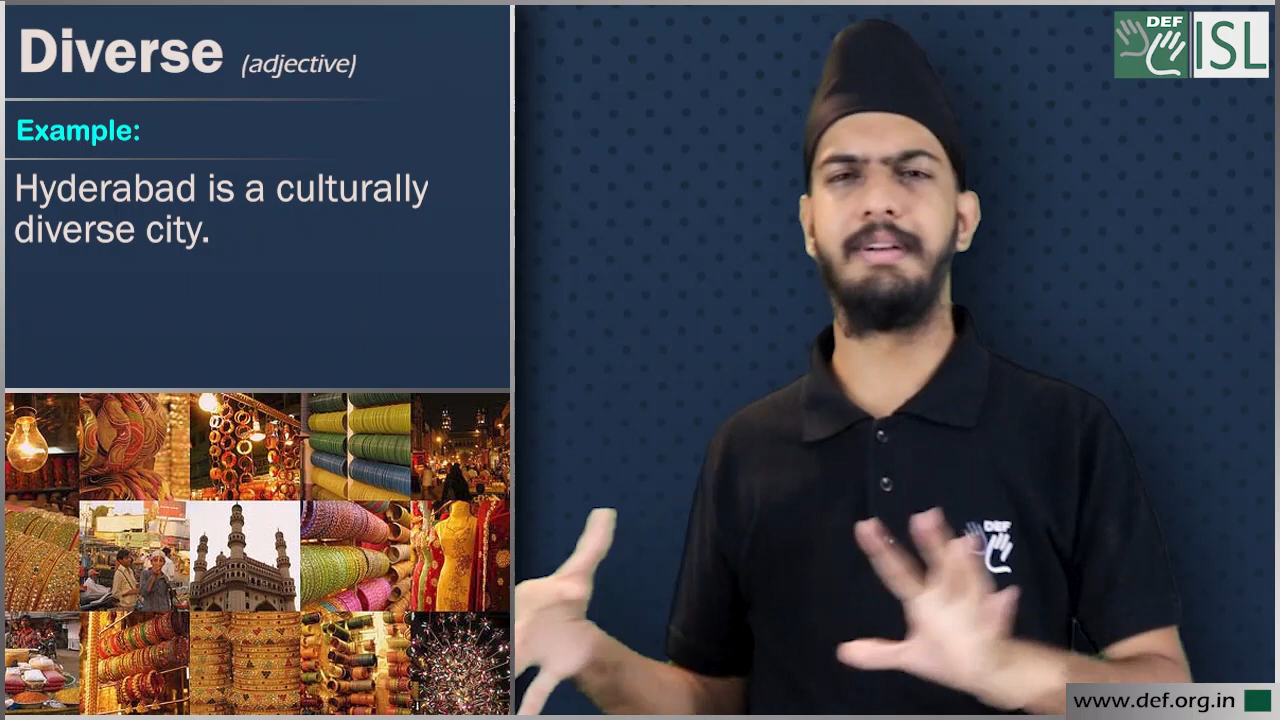 Diverse (adjective)
Example:
Hyderabad is a culturally
diverse city.
DEF
ISL
DEF
www.def.org.in